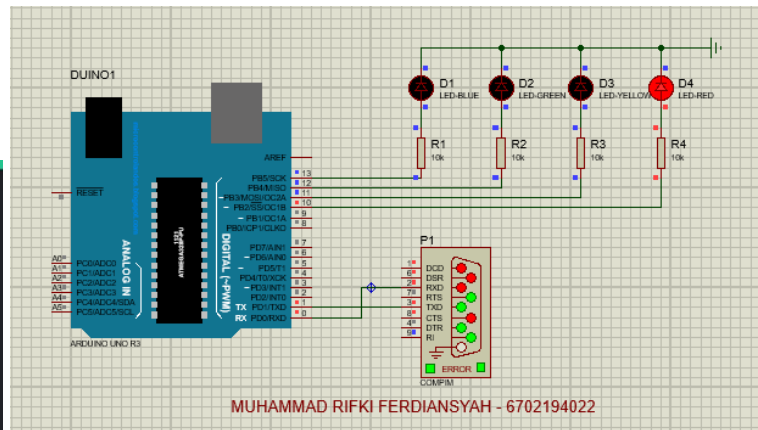 DUINO1
D1
LED-BLUE
D2
LED-GREEN
D3
LED-YELLOW
D4
LED-RED
R1
10k
R2
10k
R3
10k
R4
10k
AREF
RESET
PB5/SCK 13
PB4/MISO 12
~PB3/MOSI/OC2A 11
~PB2/SS/OC1B 10
~PB1/OC1A 9
PB0/ICP1/CLKO 8
PD7/AIN1 7
~PD6/AIN0 6
~PD5/T1 5
PD4/T0/XCK 4
~PD3/INT1 3
PD2/INT0 2
TX PD1/TXD 1
RX PD0/RXD 0
DIGITAL (~PWM)
ANALOG IN
A0 PC0/ADC0
A1 PC1/ADC1
A2 PC2/ADC2
A3 PC3/ADC3
A4 PC4/ADC4/SDA
A5 PC5/ADC5/SCL
1121
ATMEGA328P-PU
ARDUINO UNO R3
P1
1 DCD
6 DSR
2 RXD
7 RTS
3 TXD
8 CTS
4 DTR
9 RI
ERROR
COMPIM
MUHAMMAD RIFKI FERDIANSYAH - 6702194022